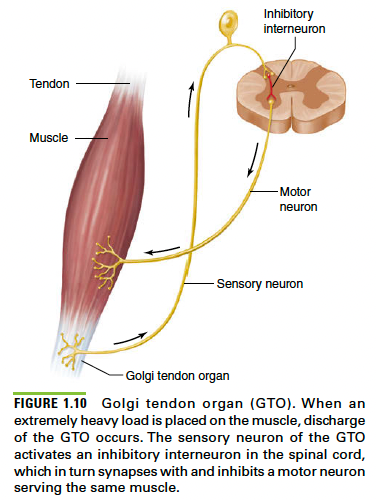 Inhibitory
interneuron
Tendon
Muscle
Motor
neuron
Sensory neuron
Golgi tendon organ
FIGURE 1.10 Golgi tendon organ (GTO). When an
extremely heavy load is placed on the muscle, discharge
of the GTO occurs. The sensory neuron of the GTO
activates an inhibitory interneuron in the spinal cord,
which in turn synapses with and inhibits a motor neuron
serving the same muscle.